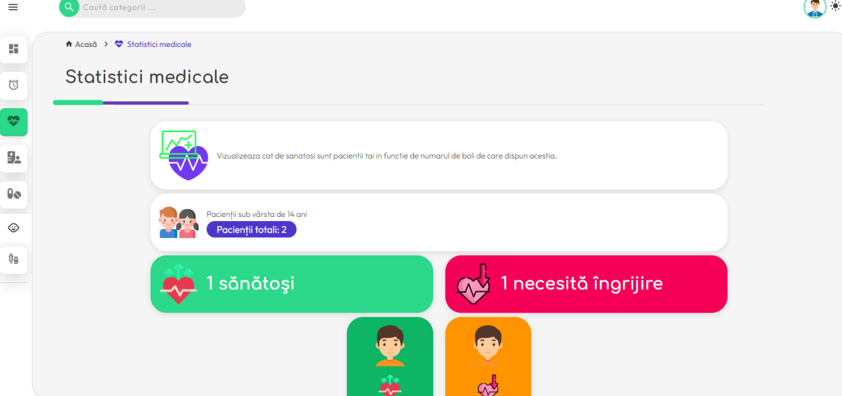 Caută categorii ...
Acasă > Statistici medicale
Statistici medicale
Vizualizeaza cat de sanatosi sunt pacientii tai in functie de numarul de boli de care dispun acestia.
Pacienții sub vârsta de 14 ani
Pacienții totali: 2
1 sănătoşi
1 necesită îngrijire